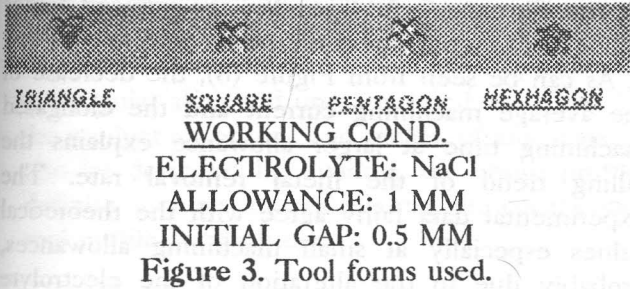 TRIANGLE SQUARE PENTAGON HEXHAGON
WORKING COND.
ELECTROLYTE: NaCl
ALLOWANCE: 1 MM
INITIAL GAP: 0.5 MM
Figure 3. Tool forms used.